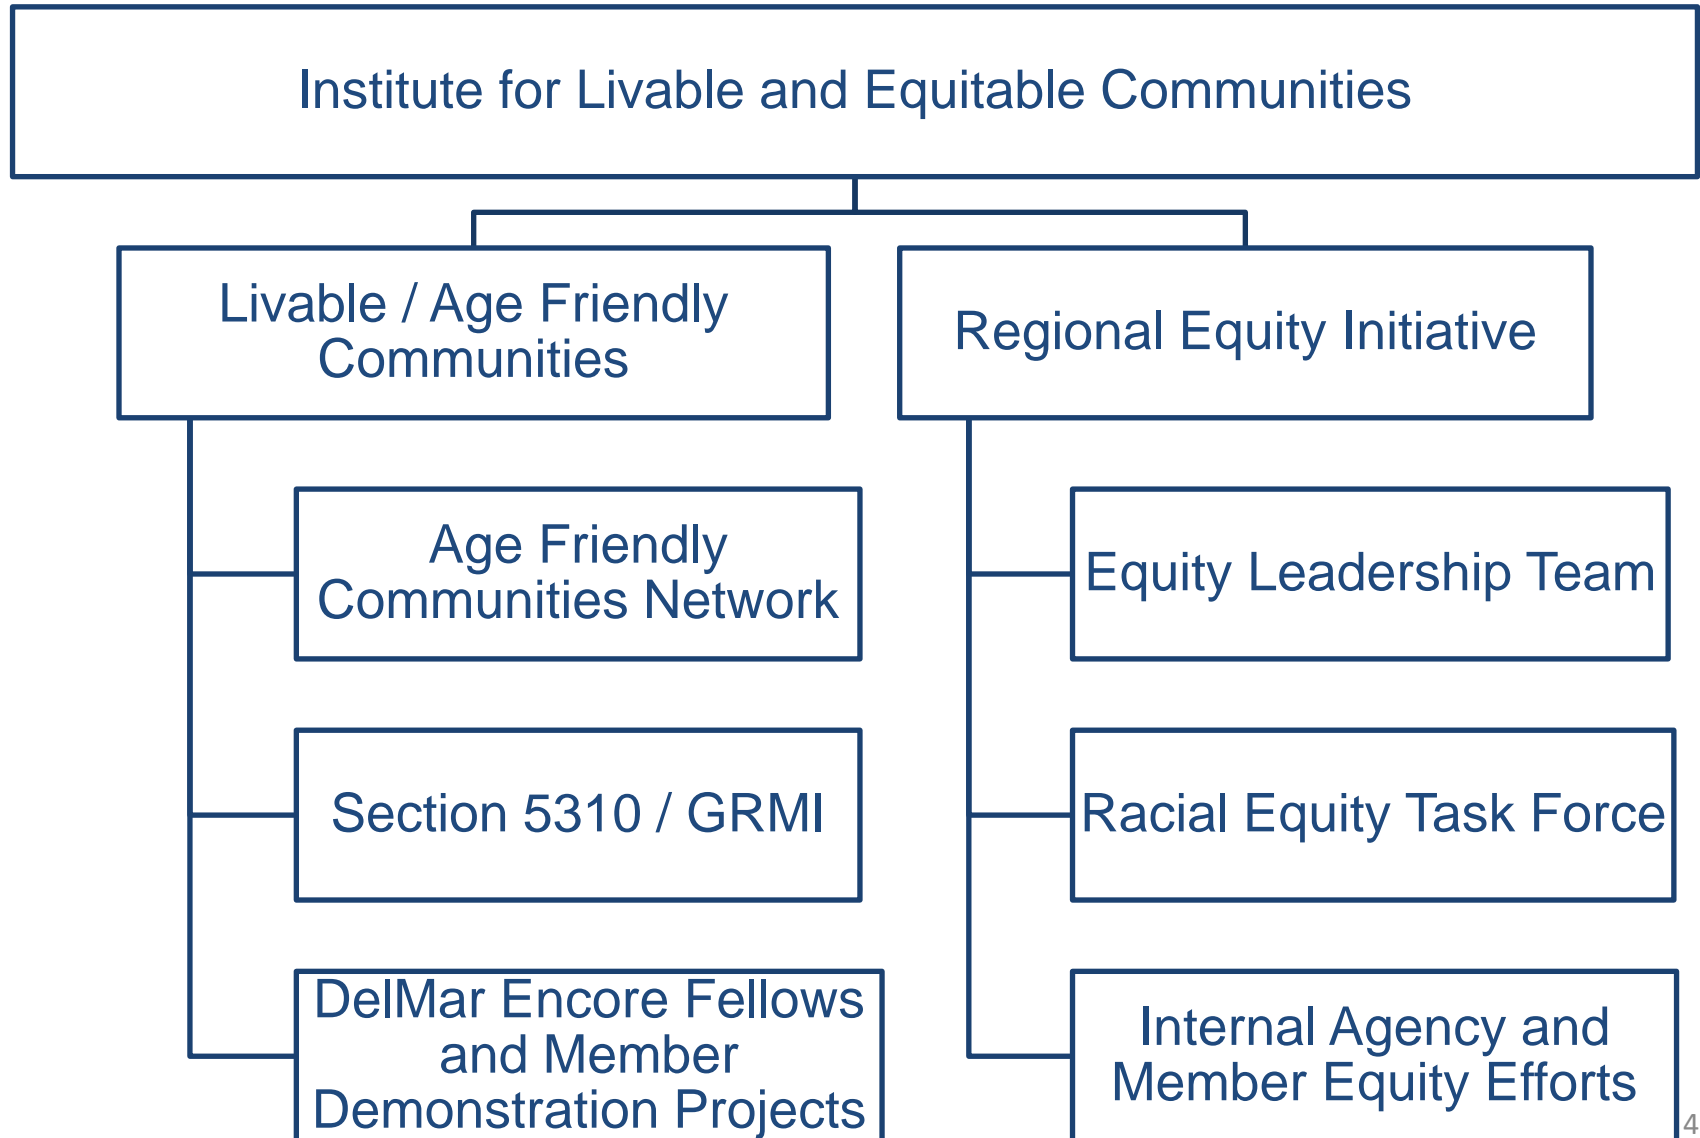 Institute for Livable and Equitable Communities
Livable / Age Friendly
Communities
Age Friendly
Communities Network
Section 5310 / GRMI
DelMar Encore Fellows
and Member
Demonstration Projects
Regional Equity Initiative
Equity Leadership Team
Racial Equity Task Force
Internal Agency and
Member Equity Efforts
4